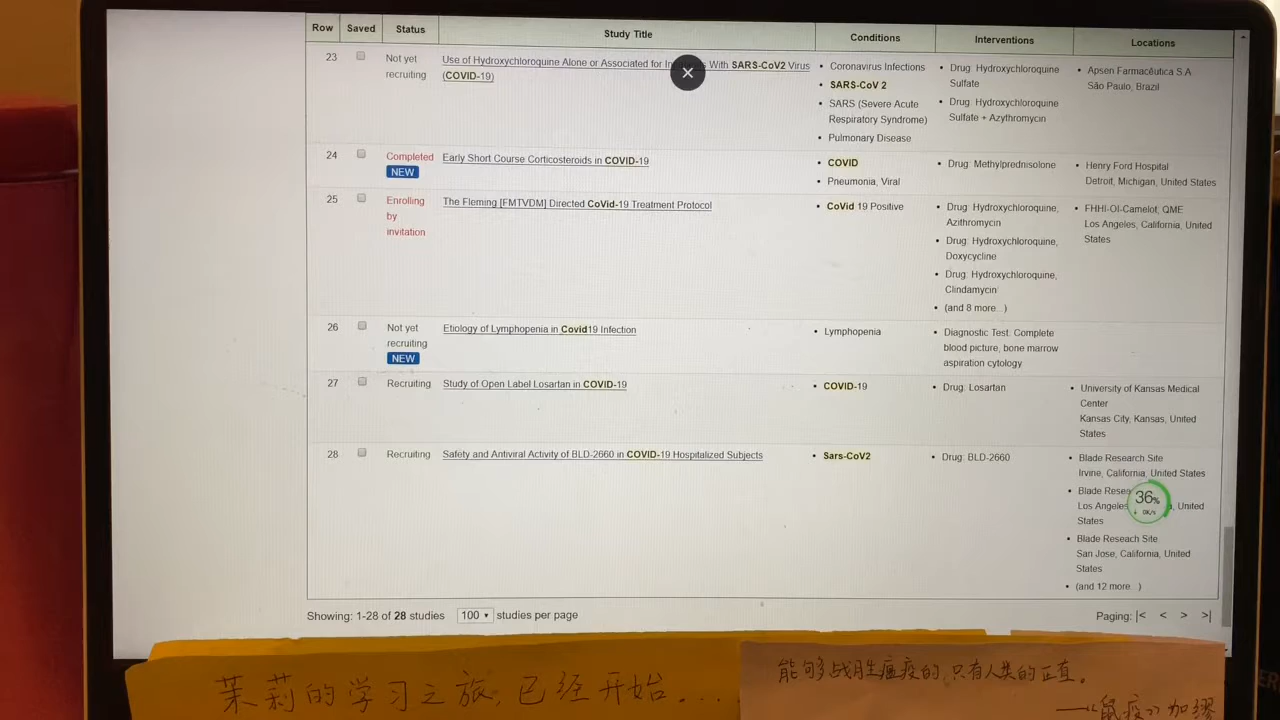 Row Saved Status Study Title Conditions Interventions Locations
23 Not yet recruiting
Use of Hydroxychloroquine Alone or Associated for With SARS-CoV2 Virus
(COVID-19)
• Coronavirus Infections
• SARS-CoV 2
• SARS (Severe Acute
Respiratory Syndrome)
• Pulmonary Disease
• Drug: Hydroxychloroquine
Sulfate
• Drug: Hydroxychloroquine
Sulfate + Azythromycin
• Apsen Farmacêutica S.A.
São Paulo, Brazil
24 Completed
NEW
Early Short Course Corticosteroids in COVID-19
• COVID
• Pneumonia, Viral
• Drug: Methylprednisolone
• Henry Ford Hospital
Detroit, Michigan, United States
25 Enrolling
by
invitation
The Fleming [FMTVDM] Directed CoVid-19 Treatment Protocol
• CoVid 19 Positive
• Drug: Hydroxychloroquine,
Azithromycin
• Drug: Hydroxychloroquine,
Doxycycline
• Drug: Hydroxychloroquine,
Clindamycin
• (and 8 more...)
• FHHI-OI-Camelot; QME
Los Angeles, California, United
States
26 Not yet
recruiting
NEW
Etiology of Lymphopenia in Covid19 Infection
• Lymphopenia
• Diagnostic Test: Complete
blood picture, bone marrow
aspiration cytology
27 Recruiting
Study of Open Label Losartan in COVID-19
• COVID-19
• Drug: Losartan
• University of Kansas Medical
Center
Kansas City, Kansas, United
States
28 Recruiting
Safety and Antiviral Activity of BLD-2660 in COVID-19 Hospitalized Subjects
• Sars-CoV2
• Drug: BLD-2660
• Blade Research Site
Irvine, California, United States
• Blade
Los Angeles United
States
• Blade Reseach Site
San Jose, California, United
States
• (and 12 more...)
36%
0K/s
Showing: 1-28 of 28 studies 100 studies per page
Paging: |< < > >|
茉莉的学习之旅,已经开始....
能够战胜瘟疫的,只有人类的正直。
——《鼠疫》加缪